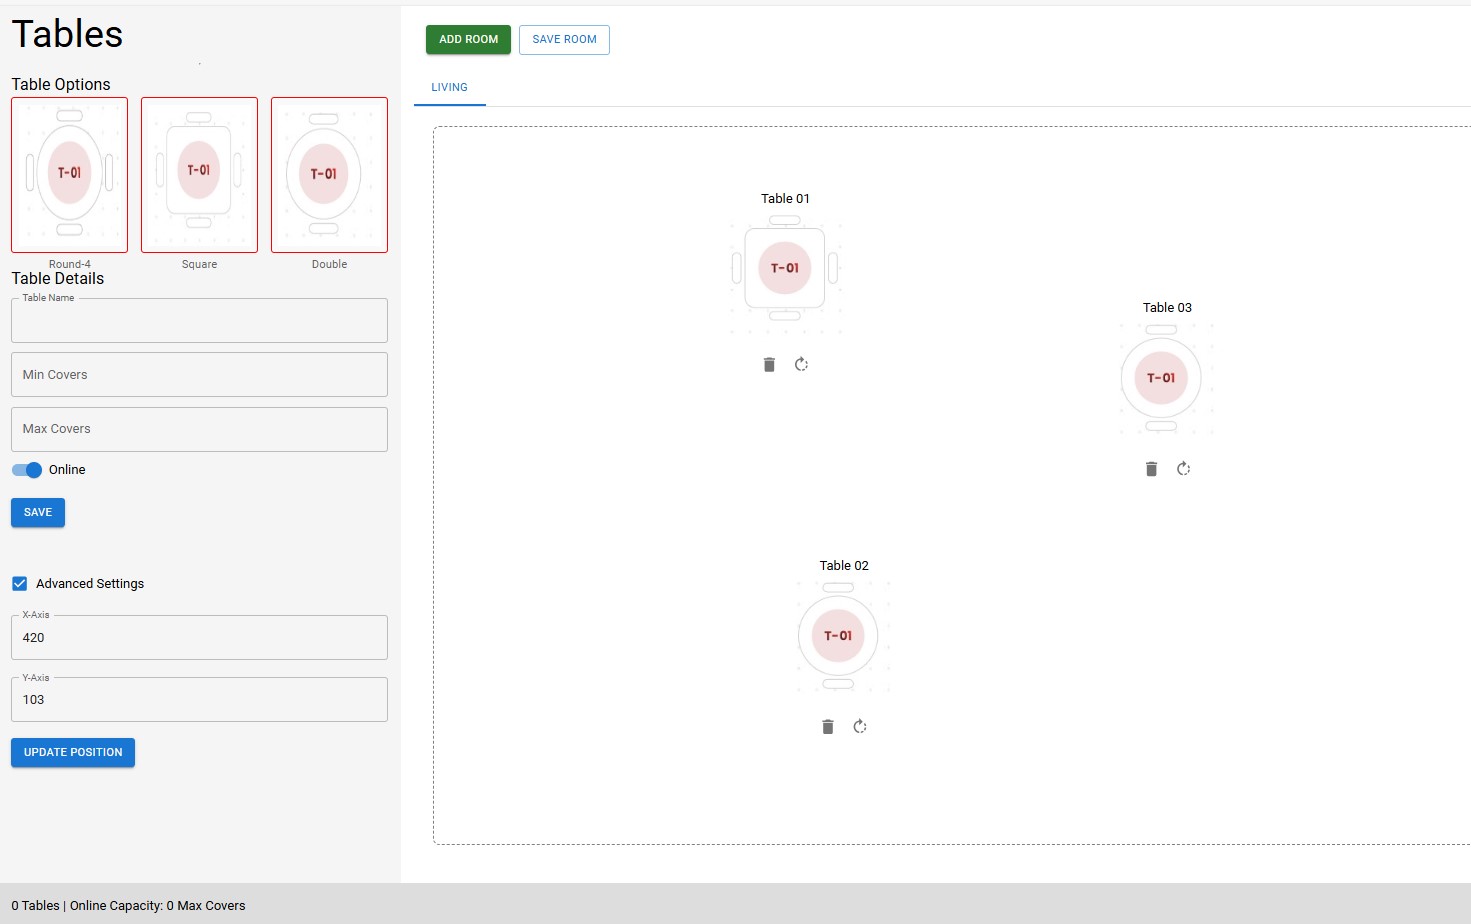 Tables
Table Options
T-01
T-01
T-01
Round-4
Square
Double
Table Details
Table Name
Min Covers
Max Covers
Online
SAVE
Advanced Settings
X-Axis
420
Y-Axis
103
UPDATE POSITION
ADD ROOM
SAVE ROOM
LIVING
Table 01
T-01
Table 03
T-01
Table 02
T-01
0 Tables | Online Capacity: 0 Max Covers